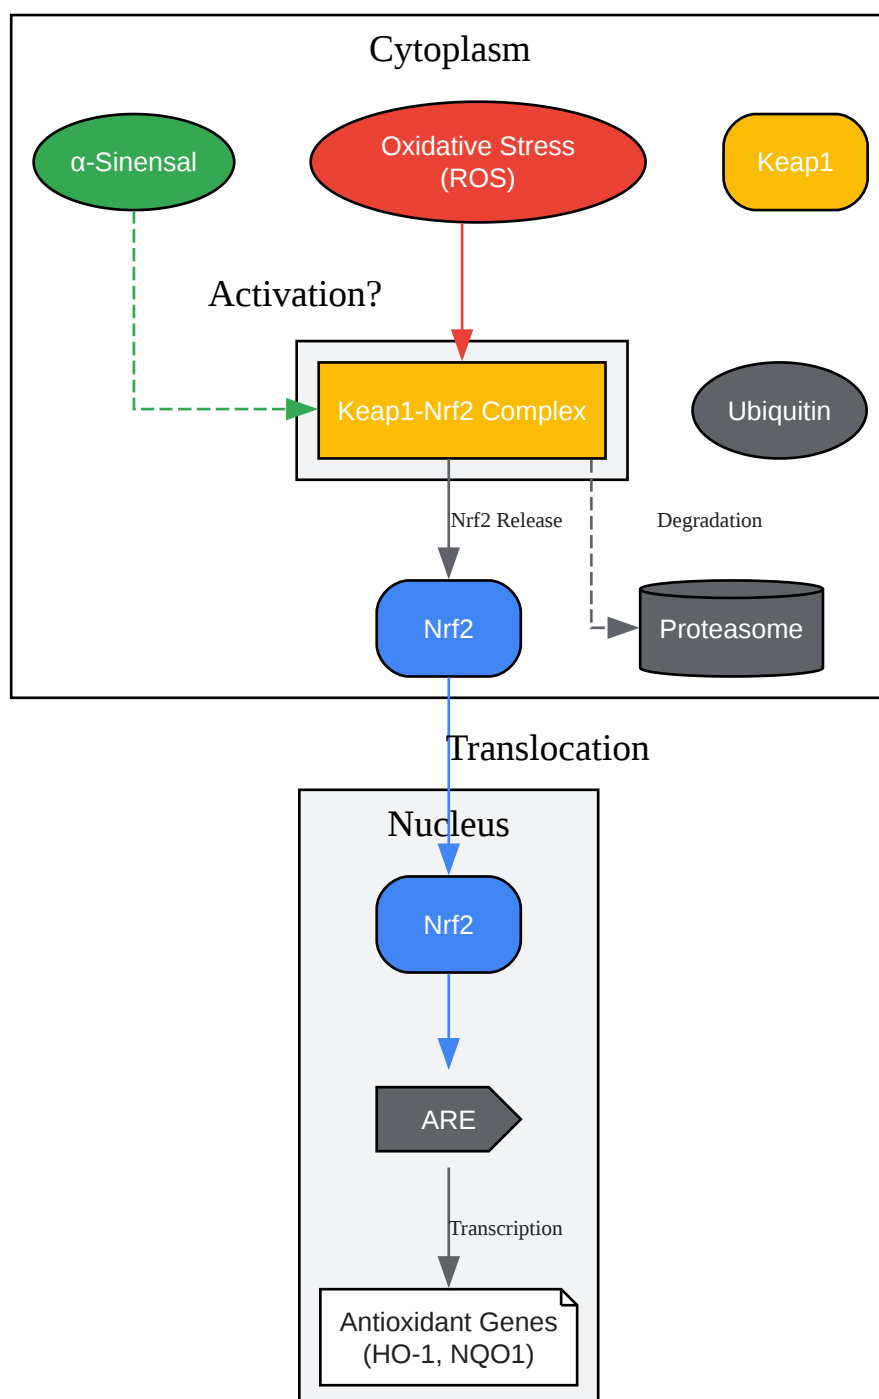 Cytoplasm
α-Sinensal
Oxidative Stress
(ROS)
Keap1
Activation?
Keap1-Nrf2 Complex
Ubiquitin
Nrf2 Release
Degradation
Nrf2
Proteasome
Translocation
Nucleus
Nrf2
ARE
Transcription
Antioxidant Genes
(HO-1, NQO1)